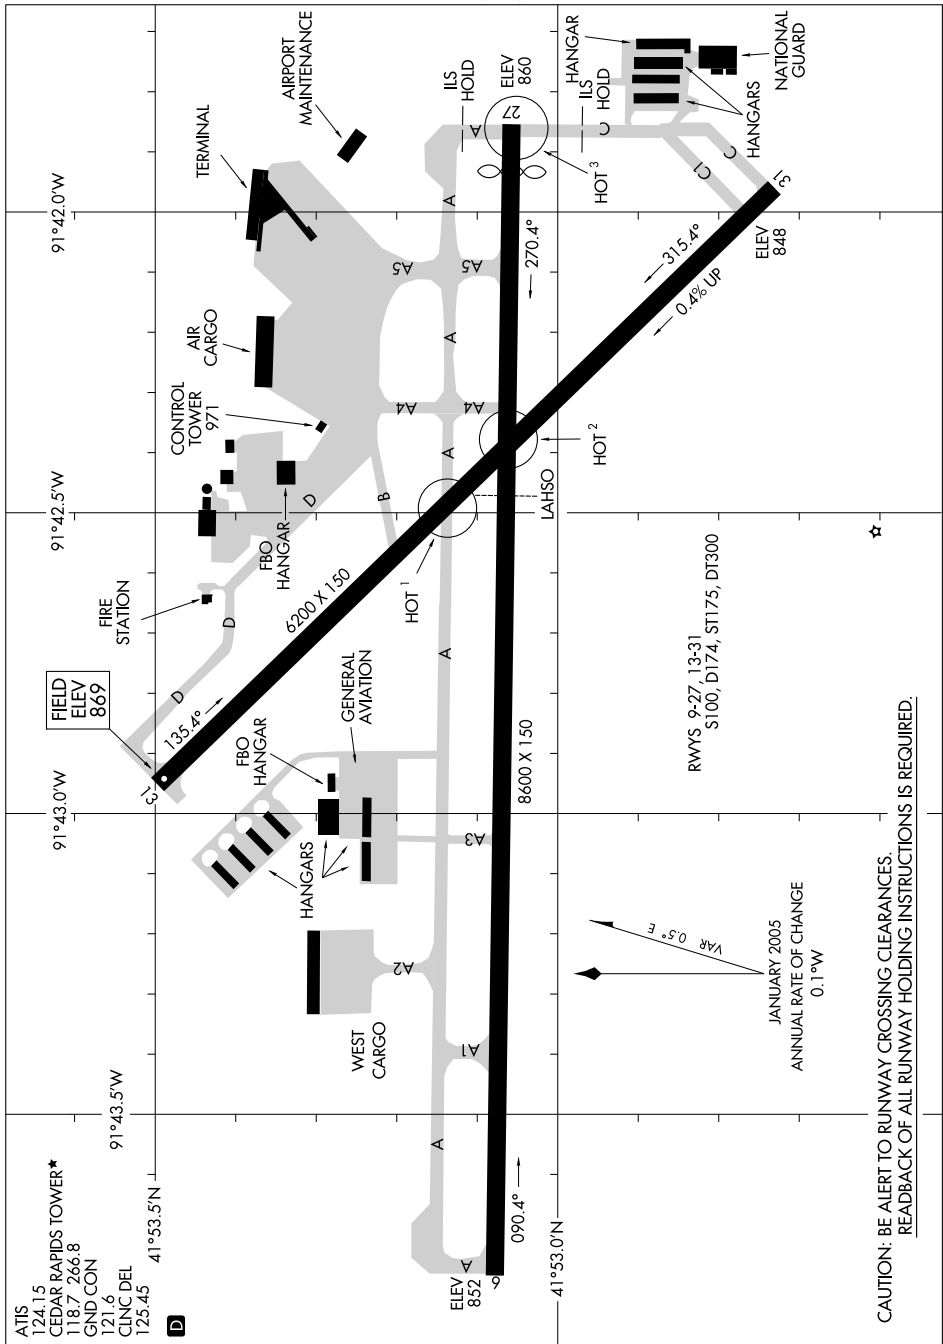 ATIS
124.15
CEDAR RAPIDS TOWER★
118.7 266.8
GND CON
121.6
CLNC DEL
125.45
D
91°43.5'W
91°43.0'W
91°42.5'W
91°42.0'W
41°53.5'N
41°53.0'N
FIELD
ELEV
869
FIRE
STATION
CONTROL
TOWER
971
AIR
CARGO
TERMINAL
AIRPORT
MAINTENANCE
13
135.4°
D
D
D
FBO
HANGAR
6200 X 150
B
FBO
HANGAR
GENERAL
AVIATION
HANGARS
WEST
CARGO
A2
A4
A5
A
A
A
A
A
A
A
A1
A3
A4
A5
HOT 1
HOT 2
HOT 3
LAHSO
ELEV
852
9
090.4°
8600 X 150
270.4°
27
ELEV
860
ILS
HOLD
ILS
HOLD
C
C
C1
HANGAR
HANGARS
NATIONAL
GUARD
31
ELEV
848
315.4°
0.4% UP
VAR 0.5° E
JANUARY 2005
ANNUAL RATE OF CHANGE
0.1°W
RWYS 9-27, 13-31
S100, D174, ST175, DT300
CAUTION: BE ALERT TO RUNWAY CROSSING CLEARANCES.
READBACK OF ALL RUNWAY HOLDING INSTRUCTIONS IS REQUIRED.